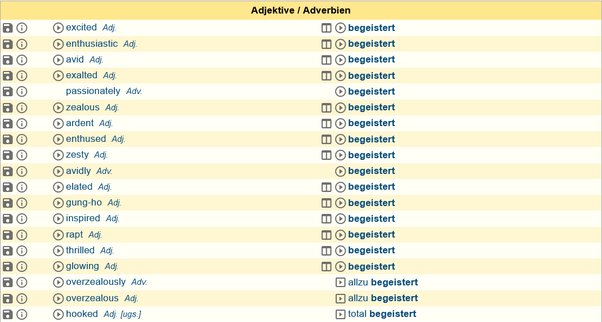 Adjektive / Adverbien
excited Adj. begeistert
enthusiastic Adj. begeistert
avid Adj. begeistert
exalted Adj. begeistert
passionately Adv. begeistert
zealous Adj. begeistert
ardent Adj. begeistert
enthused Adj. begeistert
zesty Adj. begeistert
avidly Adv. begeistert
elated Adj. begeistert
gung-ho Adj. begeistert
inspired Adj. begeistert
rapt Adj. begeistert
thrilled Adj. begeistert
glowing Adj. begeistert
overzealously Adv. allzu begeistert
overzealous Adj. allzu begeistert
hooked Adj. [ugs.] total begeistert